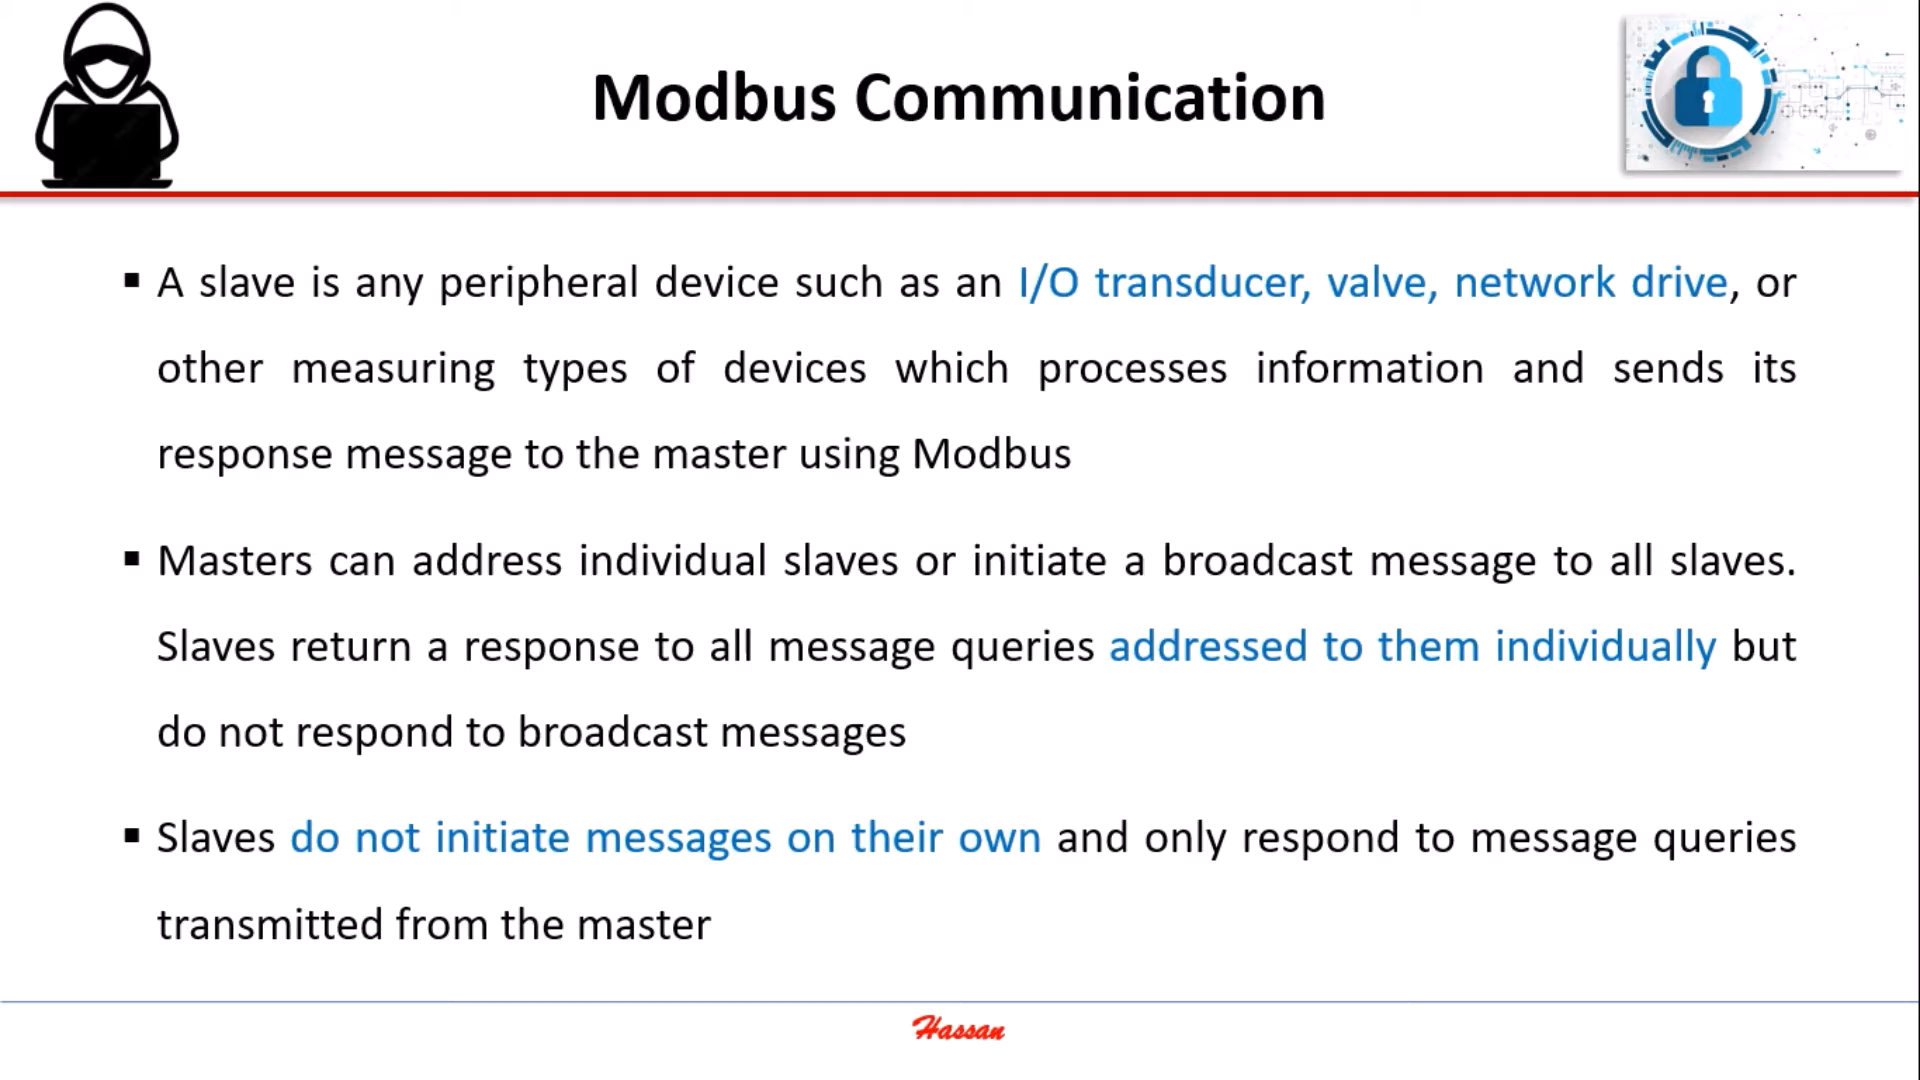 Modbus Communication
▪ A slave is any peripheral device such as an I/O transducer, valve, network drive, or
other measuring types of devices which processes information and sends its
response message to the master using Modbus
▪ Masters can address individual slaves or initiate a broadcast message to all slaves.
Slaves return a response to all message queries addressed to them individually but
do not respond to broadcast messages
▪ Slaves do not initiate messages on their own and only respond to message queries
transmitted from the master
Hassan